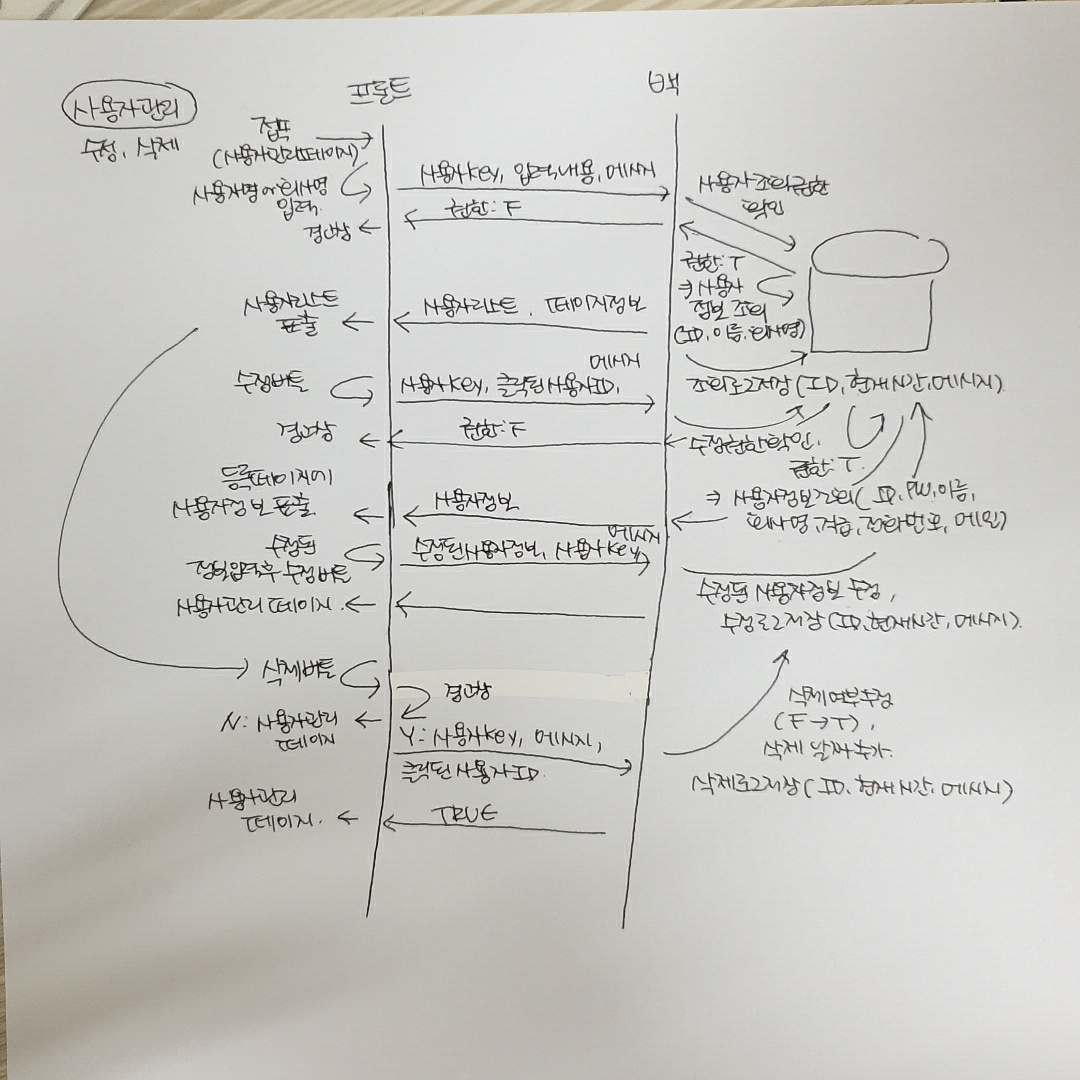 프론트
백
사용자관리
수정, 삭제
접속
(사용자관리페이지)
사용자명 or 회사명
입력.
사용자key, 입력내용, 메시지
사용자 조회권한
확인
권한: F
경고창
권한: T
⇒ 사용자
정보 조회
(ID, 이름, 회사명)
사용자리스트
표출
사용자리스트, 페이지정보
조회로그저장(ID, 현재시간, 메시지).
수정버튼
메시지
사용자key, 클릭된 사용자ID,
경고창
권한: F
수정권한확인,
권한: T.
⇒ 사용자정보조회(ID, PW, 이름,
회사명, 직급, 전화번호, 메일)
등록페이지에
사용자정보 표출
사용자정보
수정된
정보입력후 수정버튼
메시지
수정된사용자정보, 사용자key,
수정된 사용자정보 수정,
수정로그저장(ID, 현재시간, 메시지).
사용자관리 페이지.
삭제버튼
경고창
N: 사용자관리
페이지
Y: 사용자key, 메시지,
클릭된 사용자ID.
삭제여부수정
(F→T),
삭제 날짜 추가.
삭제로그저장(ID, 현재시간, 메시지)
사용자관리
페이지.
TRUE